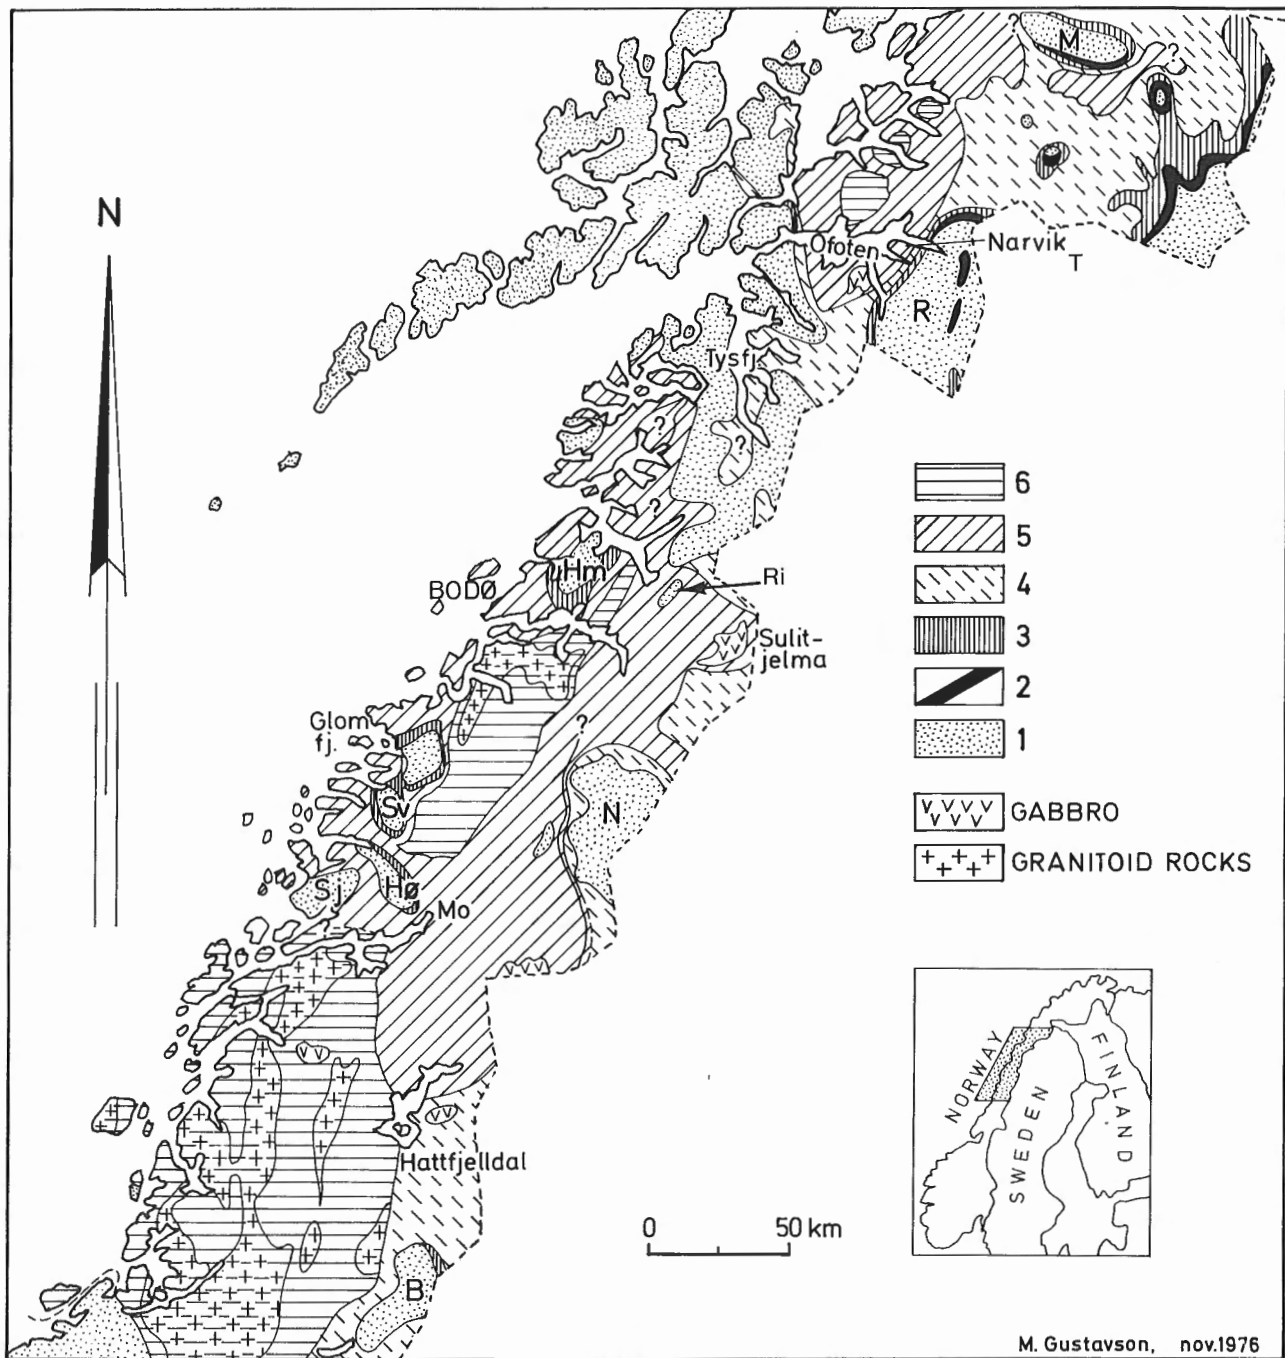 M
?
?
N
Ofoten
Narvik
T
R
Tysfj.
?
?
?
Hm
BODØ
Ri
Sulit-
jelma
Glom
fj.
?
Sv
N
Sj
Hø
Mo
?
Hattfjelldal
B
6
5
4
3
2
1
GABBRO
GRANITOID ROCKS
NORWAY
SWEDEN
FINLAND
0 50 km
M. Gustavson, nov.1976